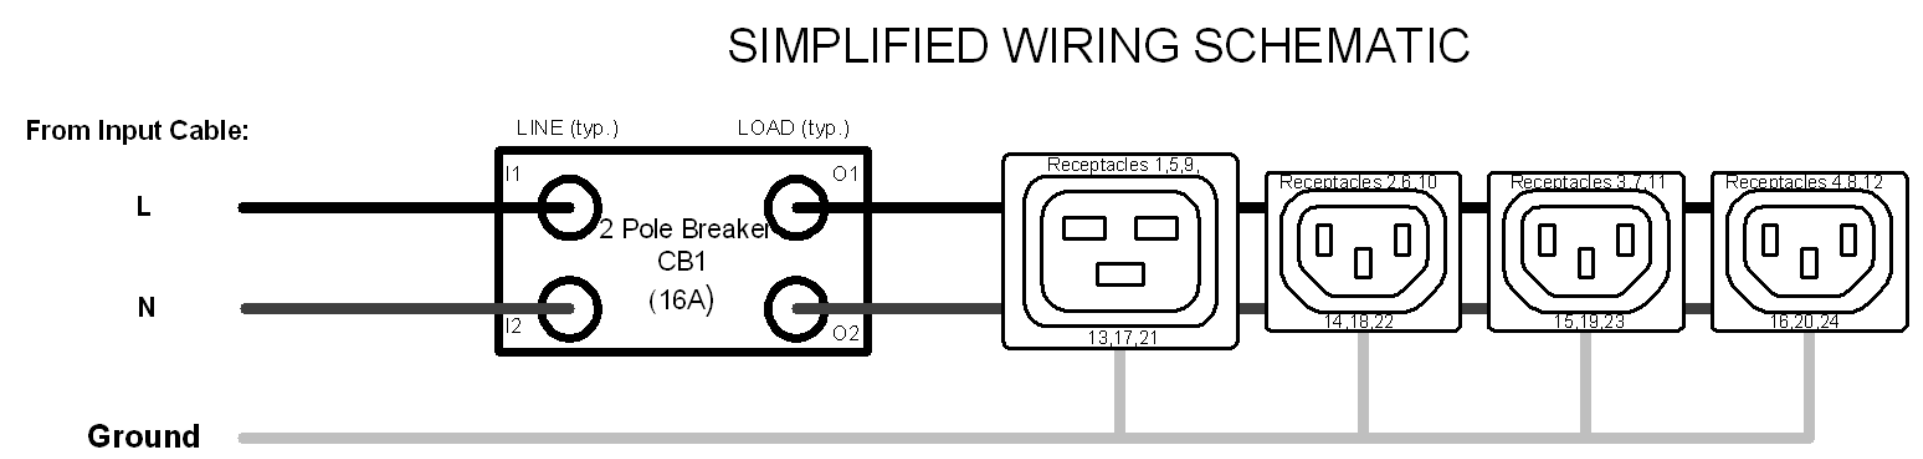 SIMPLIFIED WIRING SCHEMATIC
From Input Cable:
LINE (typ.)
LOAD (typ.)
I1
O1
L
2 Pole Breaker
CB1
(16A)
N
I2
O2
Receptacles 1,5,9,
13,17,21
Receptacles 2,6,10
14,18,22
Receptacles 3,7,11
15,19,23
Receptacles 4,8,12
16,20,24
Ground